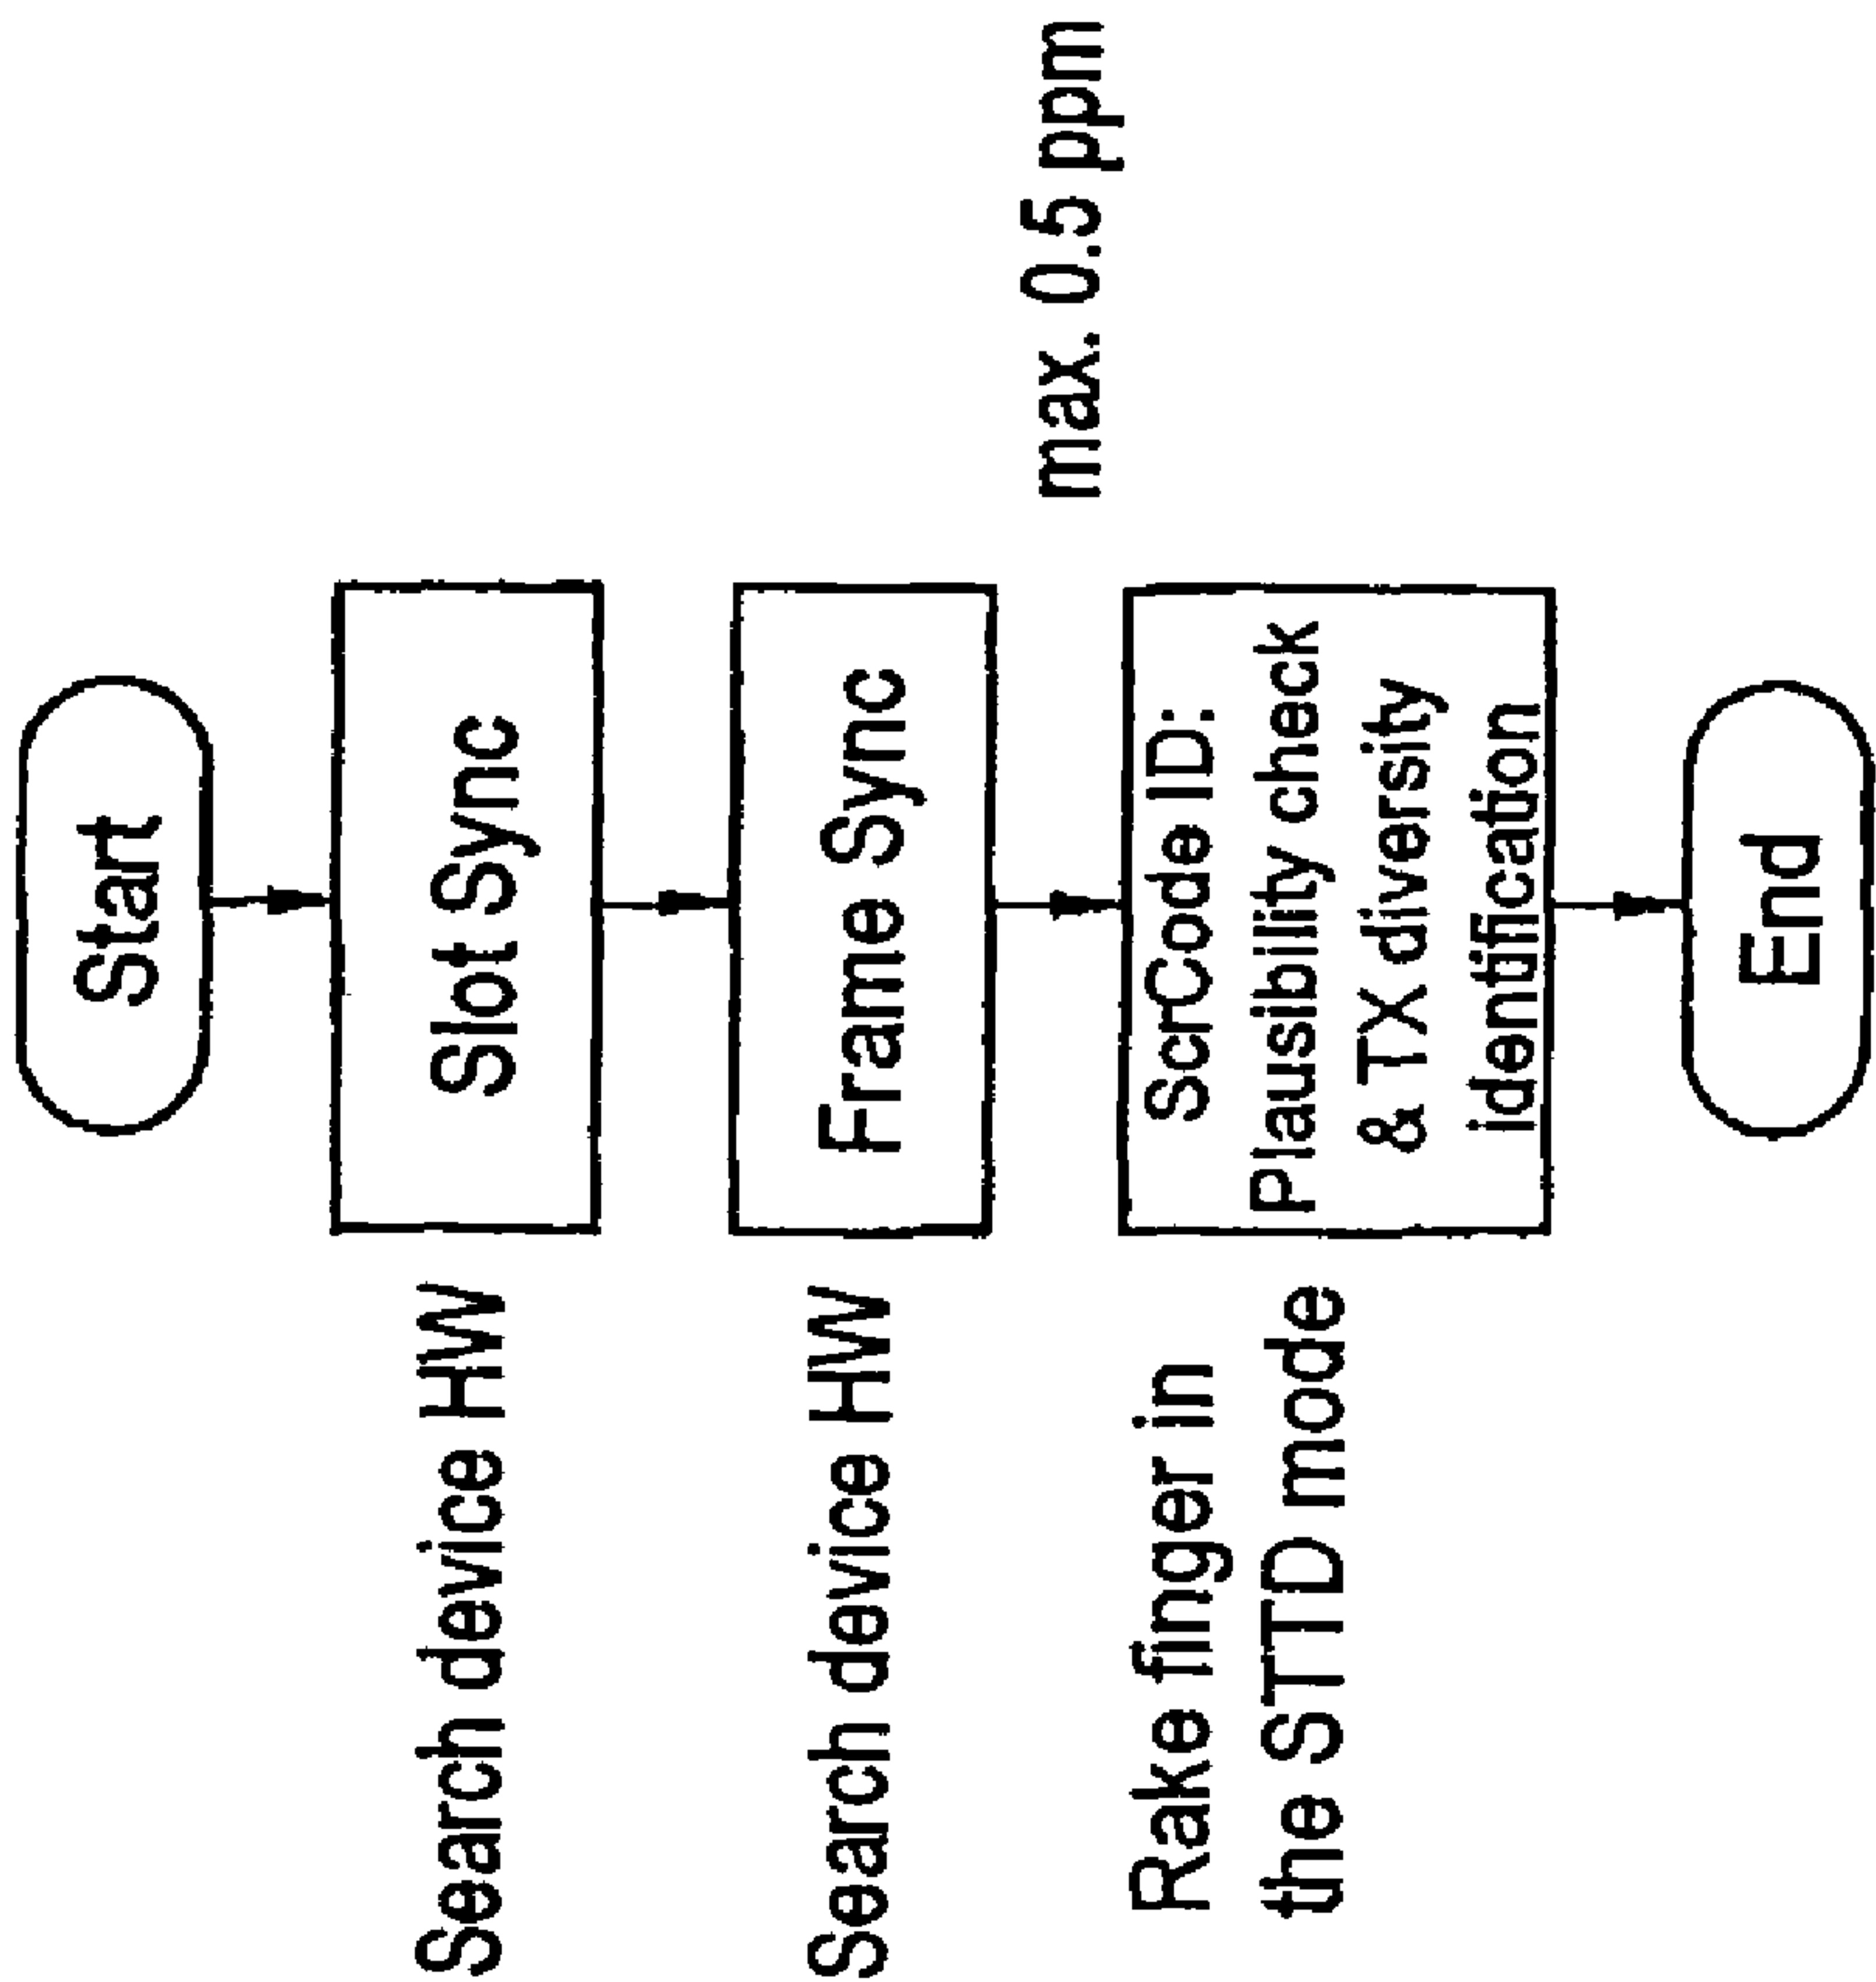 Start
Search device HW
Slot Sync
Search device HW
Frame Sync
max. 0.5 ppm
Rake finger in
the STTD mode
ScrCode ID:
Plausibility check
& TX diversity
identification
End